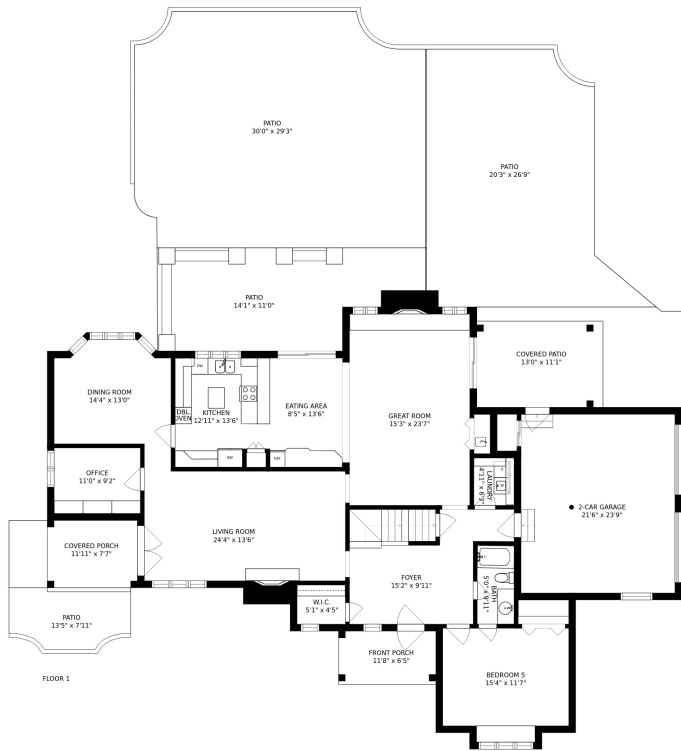 PATIO
30'0" x 29'3"
PATIO
20'3" x 26'9"
PATIO
14'1" x 11'0"
COVERED PATIO
13'0" x 11'1"
DINING ROOM
14'4" x 13'0"
DW
DBL.
OVEN
KITCHEN
12'11" x 13'6"
EATING AREA
8'5" x 13'6"
REF
REF
GREAT ROOM
15'3" x 23'7"
OFFICE
11'0" x 9'2"
LAUNDRY
4'11" x 6'3"
2-CAR GARAGE
21'6" x 23'9"
COVERED PORCH
11'11" x 7'7"
LIVING ROOM
24'4" x 13'6"
FOYER
15'2" x 9'11"
BATH
5'0" x 9'11"
W.I.C.
5'1" x 4'5"
PATIO
13'5" x 7'11"
FRONT PORCH
11'8" x 6'5"
BEDROOM 5
15'4" x 11'7"
FLOOR 1